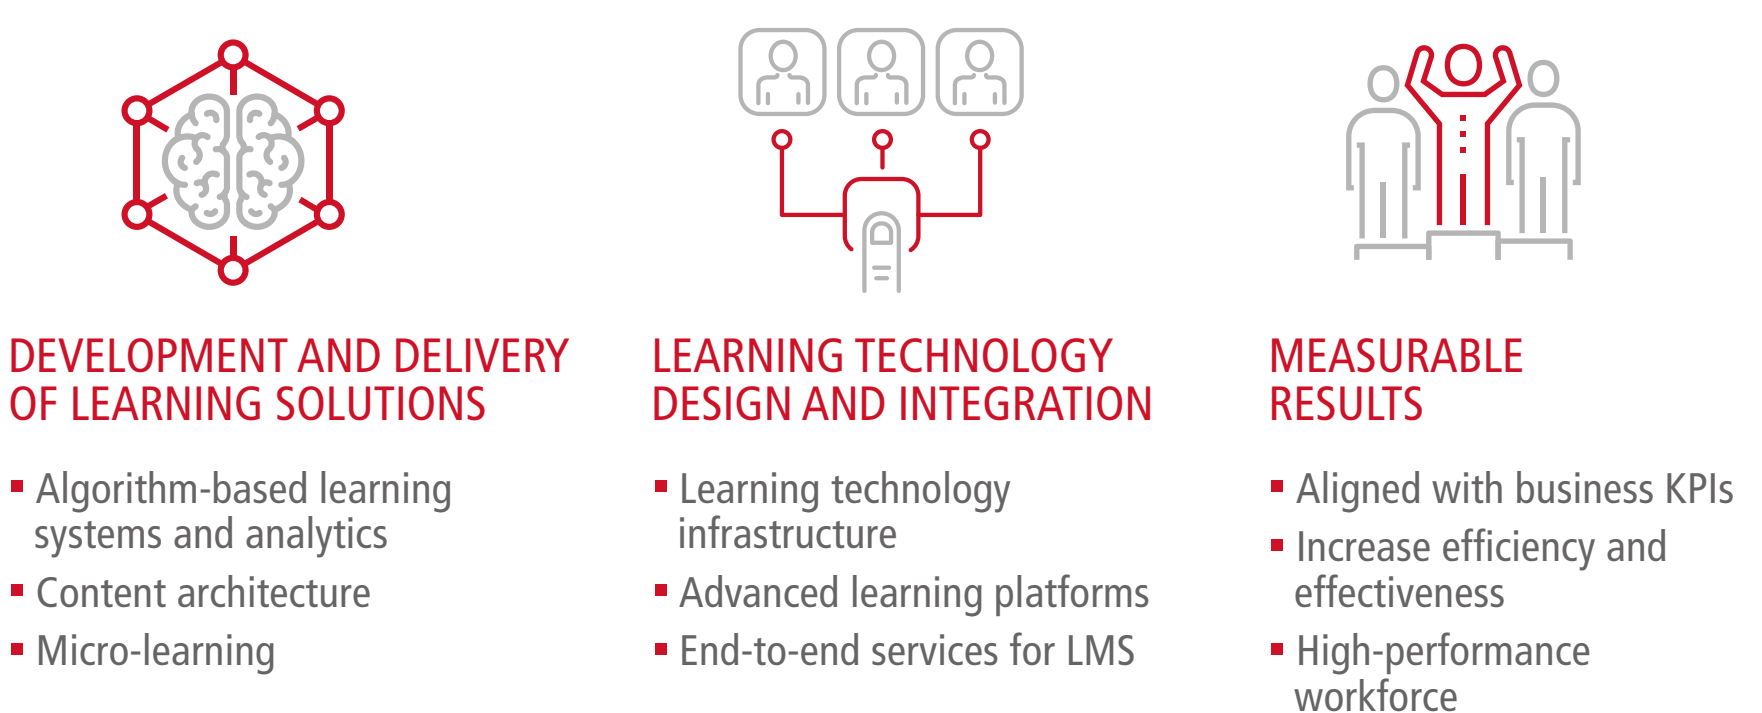 DEVELOPMENT AND DELIVERY
OF LEARNING SOLUTIONS
▪ Algorithm-based learning
systems and analytics
▪ Content architecture
▪ Micro-learning
LEARNING TECHNOLOGY
DESIGN AND INTEGRATION
▪ Learning technology
infrastructure
▪ Advanced learning platforms
▪ End-to-end services for LMS
MEASURABLE
RESULTS
▪ Aligned with business KPIs
▪ Increase efficiency and
effectiveness
▪ High-performance
workforce